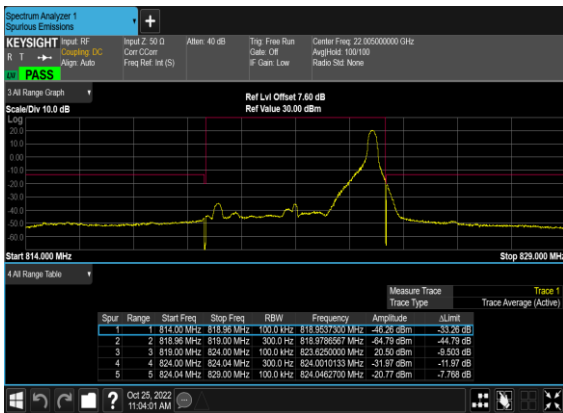 Spectrum Analyzer 1
Spurious Emissions
KEYSIGHT Input: RF Input Z: 50 Ω Atten: 40 dB Trig: Free Run Center Freq: 22.005000000 GHz
R T Coupling: DC Corr CCorr Gate: Off Avg|Hold: 100/100
Align: Auto Freq Ref: Int (S) IF Gain: Low Radio Std: None
PASS
3 All Range Graph
Ref Lvl Offset 7.60 dB
Scale/Div 10.0 dB Ref Value 30.00 dBm
Log
20.0
10.0
0.00
-10.0
-20.0
-30.0
-40.0
-50.0
-60.0
Start 814.000 MHz Stop 829.000 MHz
4 All Range Table
Measure Trace Trace 1
Trace Type Trace Average (Active)
Spur Range Start Freq Stop Freq RBW Frequency Amplitude ΔLimit
1 1 814.00 MHz 818.96 MHz 100.0 kHz 818.9537300 MHz -46.26 dBm -33.26 dB
2 2 818.96 MHz 819.00 MHz 300.0 Hz 818.9786567 MHz -64.79 dBm -44.79 dB
3 3 819.00 MHz 824.00 MHz 100.0 kHz 823.6250000 MHz 20.50 dBm -9.503 dB
4 4 824.00 MHz 824.04 MHz 300.0 Hz 824.0010133 MHz -31.97 dBm -11.97 dB
5 5 824.04 MHz 829.00 MHz 100.0 kHz 824.0462700 MHz -20.77 dBm -7.768 dB
Oct 25, 2022
11:04:01 AM